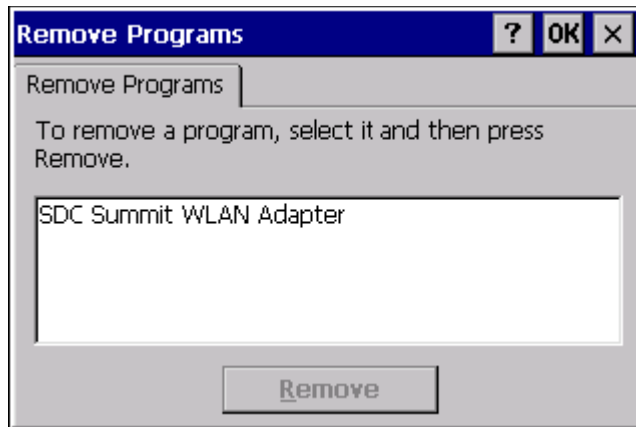 Remove Programs ? OK ×
Remove Programs
To remove a program, select it and then press
Remove.
SDC Summit WLAN Adapter
Remove